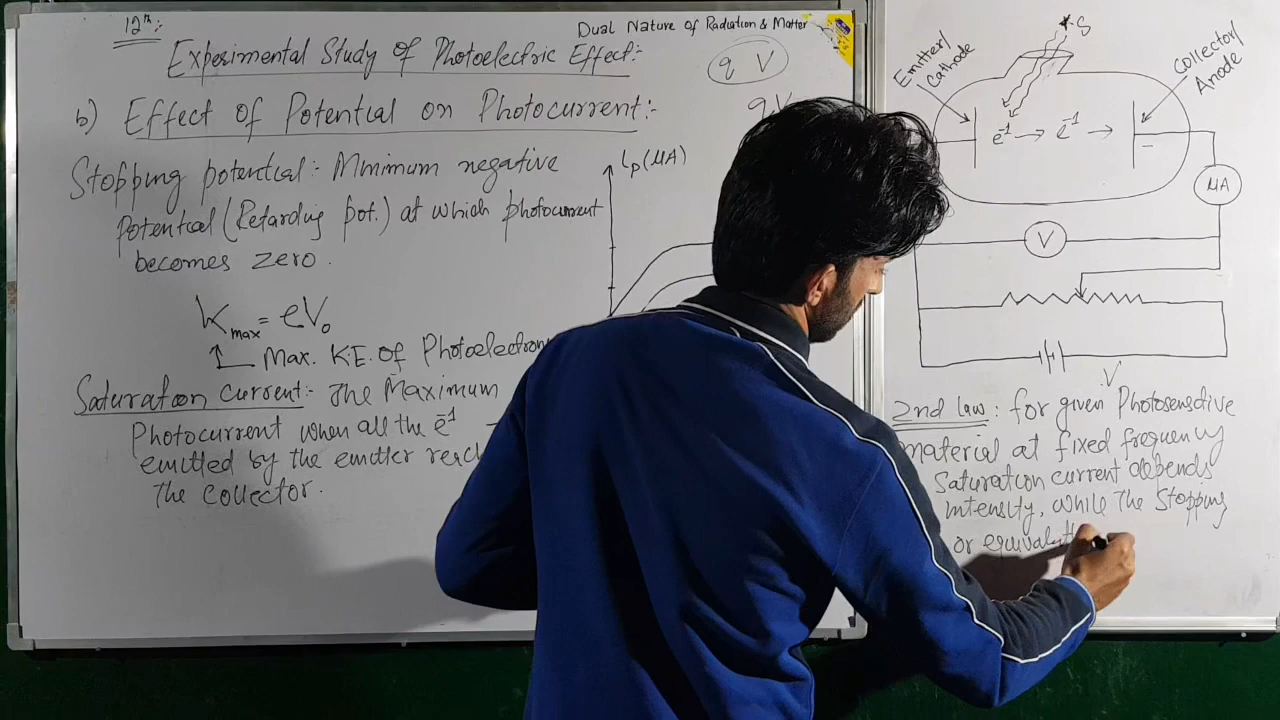 12th:
Dual Nature of Radiation & Matter
Experimental Study of Photoelectric Effect:-
q V
b) Effect of Potential on Photocurrent:-
q V
Stopping potential:- Minimum negative
Potential (Retarding pot.) at which photocurrent
becomes zero.
Kmax = eV₀
Max. K.E. of Photoelectron
Saturation Current:- The Maximum
Photocurrent when all the e⁻¹
emitted by the emitter reach
the collector.
Ip (μA)
S
Emitter/
Cathode
Collector/
Anode
e⁻¹ → e⁻¹ →
−
μA
V
V
2nd law: for given Photosensitive
material at fixed frequency
Saturation current depends
intensity, while the Stopping
or